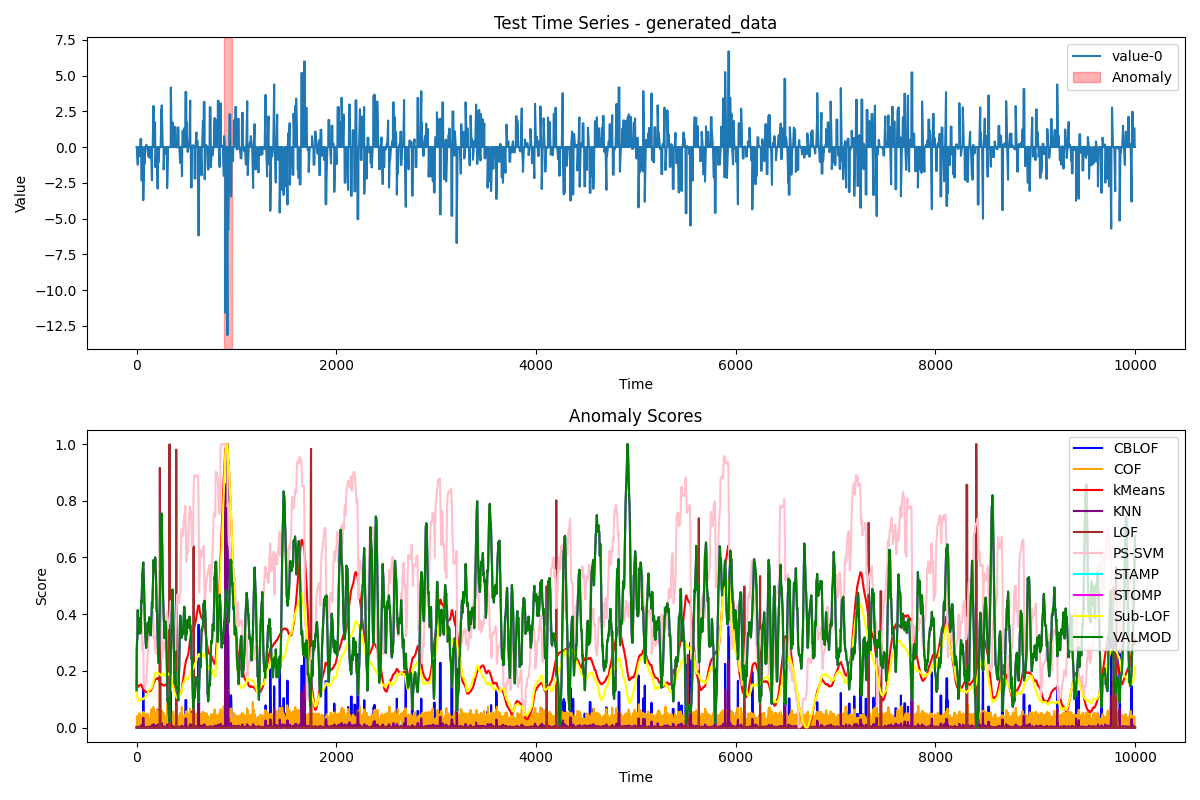 Test Time Series - generated_data
7.5
5.0
2.5
0.0
−2.5
−5.0
−7.5
−10.0
−12.5
Value
value-0
Anomaly
0 2000 4000 6000 8000 10000
Time
Anomaly Scores
1.0
0.8
0.6
0.4
0.2
0.0
Score
CBLOF
COF
kMeans
KNN
LOF
PS-SVM
STAMP
STOMP
Sub-LOF
VALMOD
0 2000 4000 6000 8000 10000
Time